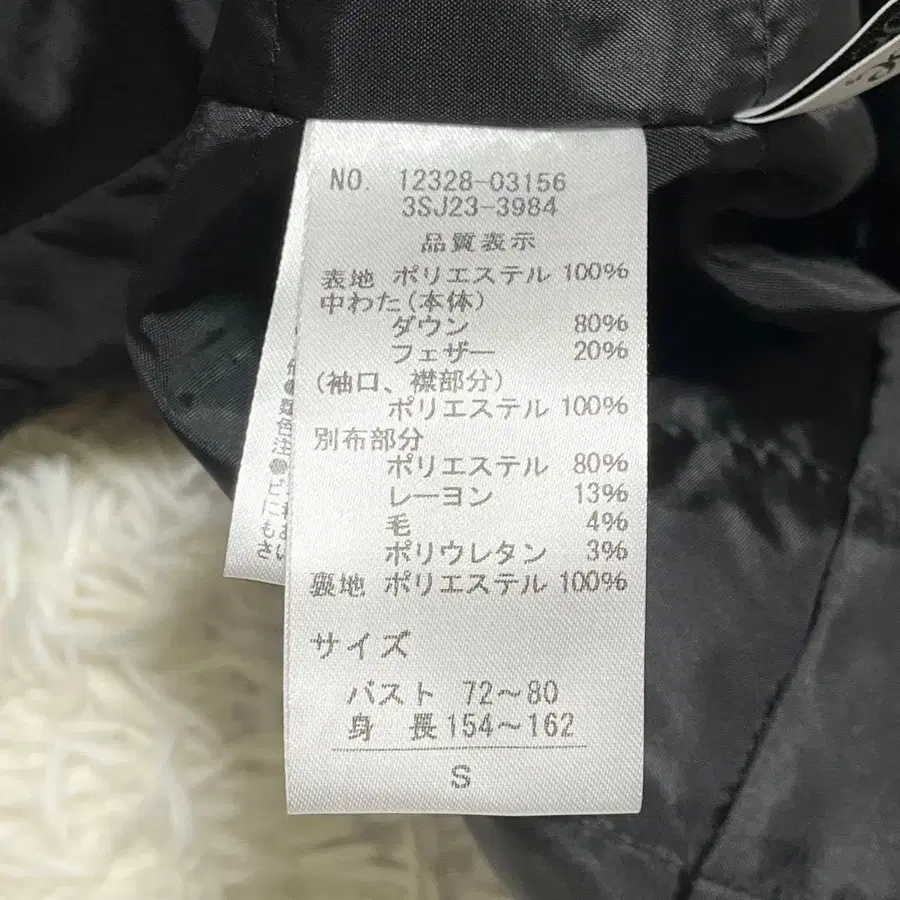 NO. 12328-03156
3SJ23-3984
品質表示
表地 ポリエステル 100%
中わた(本体)
ダウン 80%
フェザー 20%
(袖口、襟部分)
ポリエステル 100%
別布部分
ポリエステル 80%
レーヨン 13%
毛 4%
ポリウレタン 3%
裏地 ポリエステル 100%
サイズ
バスト 72～80
身 長 154～162
S